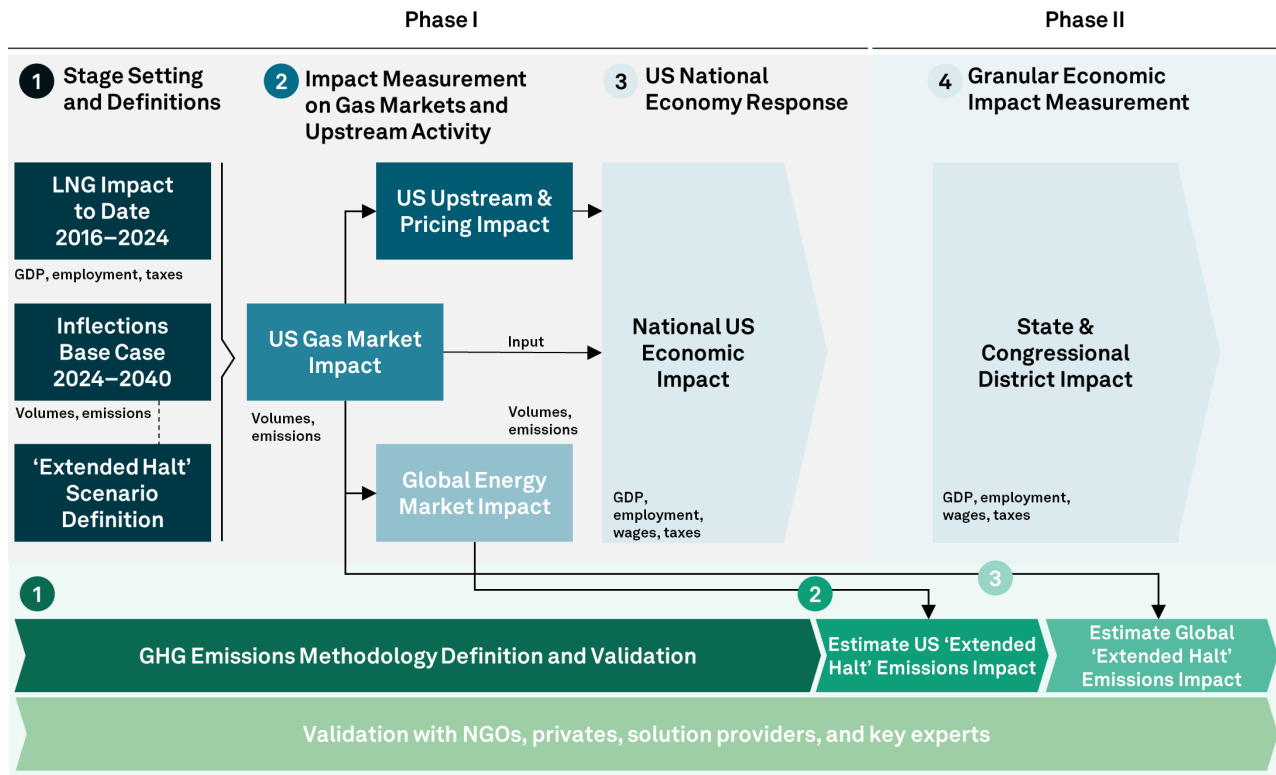 Phase I
Phase II
1
Stage Setting
and Definitions
2
Impact Measurement
on Gas Markets and
Upstream Activity
3
US National
Economy Response
4
Granular Economic
Impact Measurement
LNG Impact
to Date
2016–2024
GDP, employment, taxes
Inflections
Base Case
2024–2040
Volumes, emissions
‘Extended Halt’
Scenario
Definition
US Gas Market
Impact
Volumes,
emissions
US Upstream &
Pricing Impact
Input
Volumes,
emissions
Global Energy
Market Impact
National US
Economic
Impact
GDP,
employment,
wages, taxes
State &
Congressional
District Impact
GDP, employment,
wages, taxes
1
2
3
GHG Emissions Methodology Definition and Validation
Estimate US ‘Extended
Halt’ Emissions Impact
Estimate Global
‘Extended Halt’
Emissions Impact
Validation with NGOs, privates, solution providers, and key experts